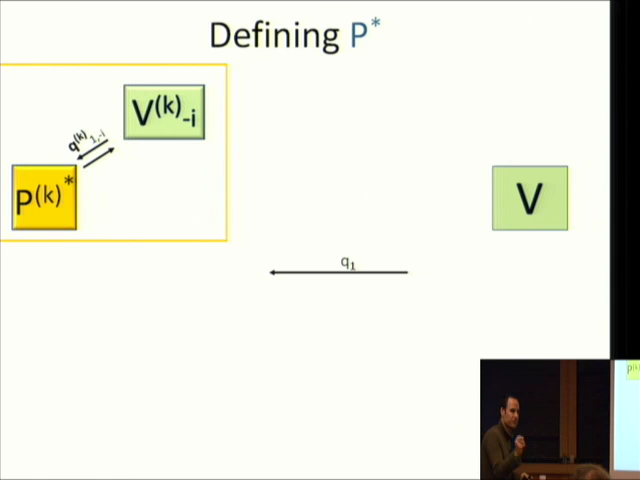 Defining P*
V(k)-i
q(k)1,-i
P(k)*
V
q1
p(k)